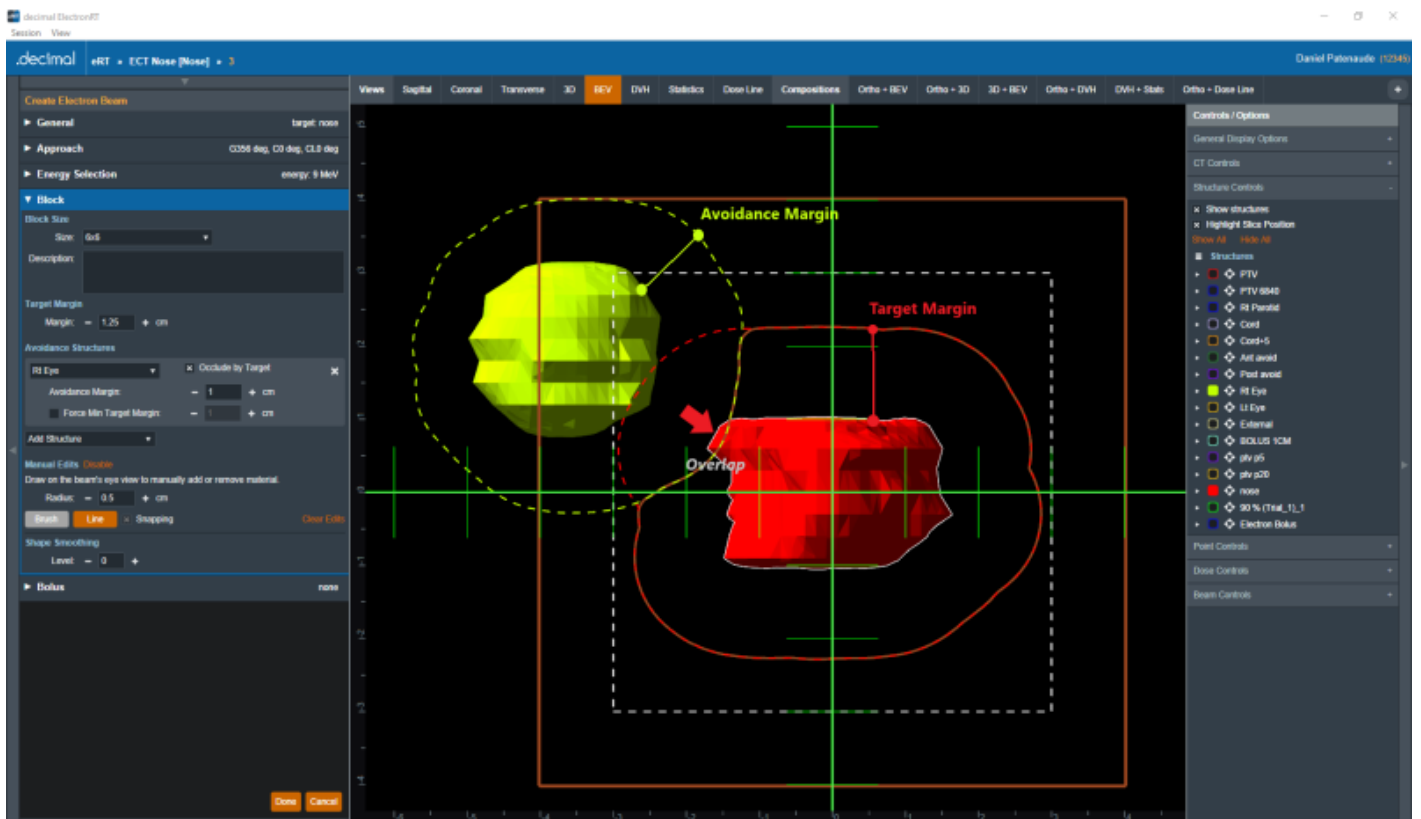 decimal ElectronRT
Session View
.decimal eRT » ECT Nose [Nose] » 3 Daniel Patenaude (12345)
Create Electron Beam
General target: nose
Approach G356 deg, C0 deg, CL0 deg
Energy Selection energy: 9 MeV
Block
Block Size
Size: 6x6
Description:
Target Margin
Margin: − 1.25 + cm
Avoidance Structures
Rt Eye Occlude by Target
Avoidance Margin: − 1 + cm
Force Min Target Margin: − 1 + cm
Add Structure
Manual Edits Disable
Draw on the beam's eye view to manually add or remove material.
Radius: − 0.5 + cm
Brush Line Snapping Clear Edits
Shape Smoothing
Level: − 0 +
Bolus none
Done Cancel
Views Sagittal Coronal Transverse 3D BEV DVH Statistics Dose Line Compositions Ortho + BEV Ortho + 3D 3D + BEV Ortho + DVH DVH + Stats Ortho + Dose Line +
Avoidance Margin
Target Margin
Overlap
Controls / Options
General Display Options
CT Controls
Structure Controls
Show structures
Highlight Slice Position
Show All Hide All
Structures
PTV
PTV 6840
Rt Parotid
Cord
Cord+5
Ant avoid
Post avoid
Rt Eye
Lt Eye
External
BOLUS 1CM
ptv p5
ptv p20
nose
90 % (Trial_1)_1
Electron Bolus
Point Controls
Dose Controls
Beam Controls